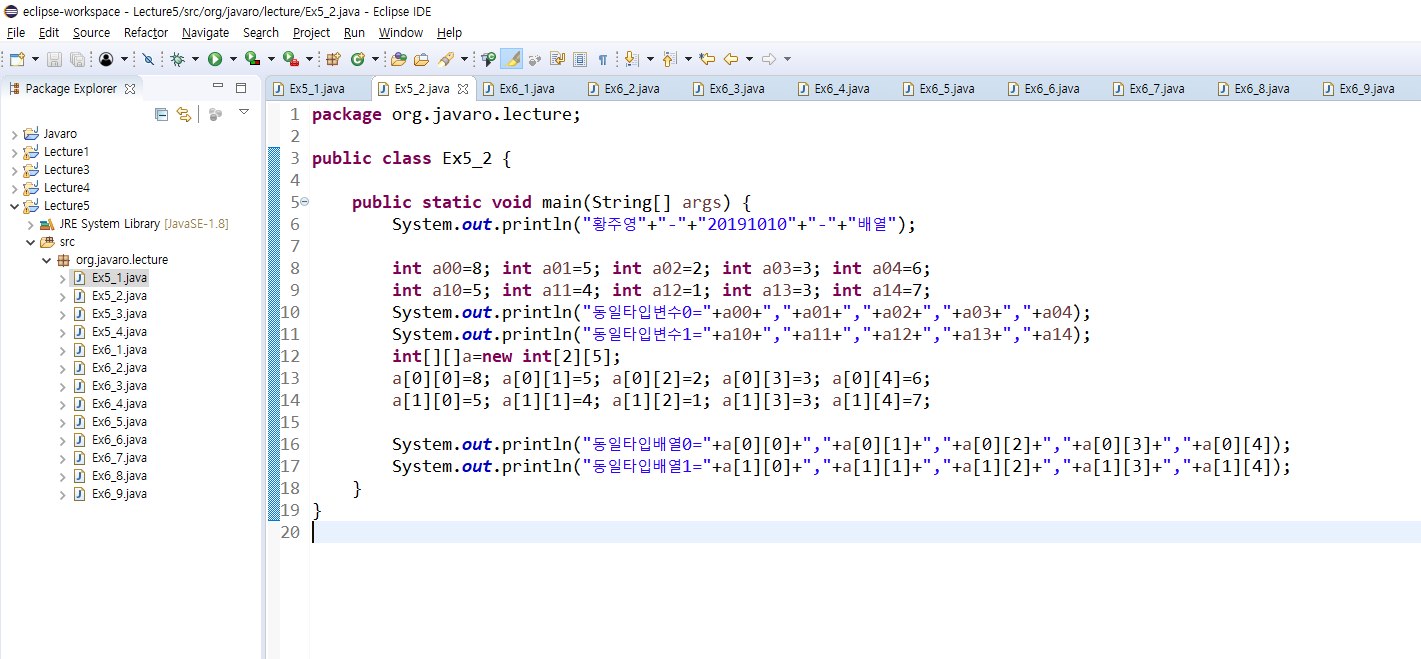 eclipse-workspace - Lecture5/src/org/javaro/lecture/Ex5_2.java - Eclipse IDE
File Edit Source Refactor Navigate Search Project Run Window Help
Package Explorer
Javaro
Lecture1
Lecture3
Lecture4
Lecture5
JRE System Library [JavaSE-1.8]
src
org.javaro.lecture
Ex5_1.java
Ex5_2.java
Ex5_3.java
Ex5_4.java
Ex6_1.java
Ex6_2.java
Ex6_3.java
Ex6_4.java
Ex6_5.java
Ex6_6.java
Ex6_7.java
Ex6_8.java
Ex6_9.java
Ex5_1.java Ex5_2.java Ex6_1.java Ex6_2.java Ex6_3.java Ex6_4.java Ex6_5.java Ex6_6.java Ex6_7.java Ex6_8.java Ex6_9.java
1 package org.javaro.lecture;
2
3 public class Ex5_2 {
4
5 public static void main(String[] args) {
6 System.out.println("황주영"+"-"+"20191010"+"-"+"배열");
7
8 int a00=8; int a01=5; int a02=2; int a03=3; int a04=6;
9 int a10=5; int a11=4; int a12=1; int a13=3; int a14=7;
10 System.out.println("동일타입변수0="+a00+","+a01+","+a02+","+a03+","+a04);
11 System.out.println("동일타입변수1="+a10+","+a11+","+a12+","+a13+","+a14);
12 int[][]a=new int[2][5];
13 a[0][0]=8; a[0][1]=5; a[0][2]=2; a[0][3]=3; a[0][4]=6;
14 a[1][0]=5; a[1][1]=4; a[1][2]=1; a[1][3]=3; a[1][4]=7;
15
16 System.out.println("동일타입배열0="+a[0][0]+","+a[0][1]+","+a[0][2]+","+a[0][3]+","+a[0][4]);
17 System.out.println("동일타입배열1="+a[1][0]+","+a[1][1]+","+a[1][2]+","+a[1][3]+","+a[1][4]);
18 }
19 }
20